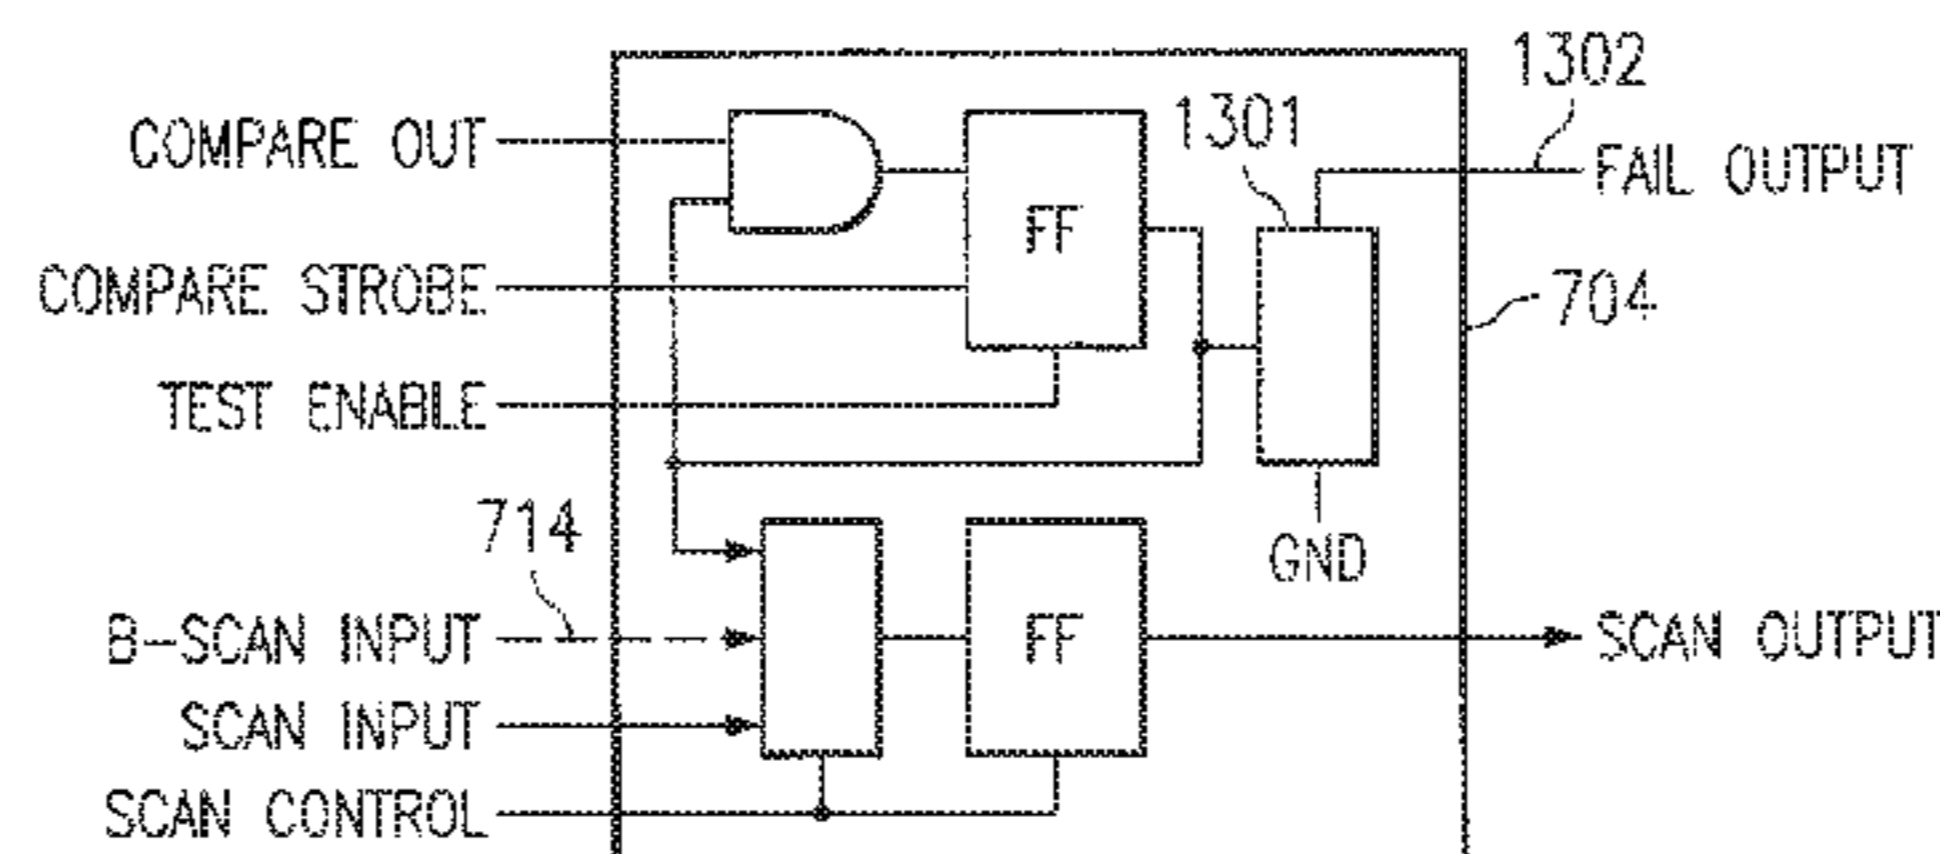 1302
1301
COMPARE OUT
FAIL OUTPUT
FF
COMPARE STROBE
704
TEST ENABLE
714
GND
B-SCAN INPUT
FF
SCAN OUTPUT
SCAN INPUT
SCAN CONTROL